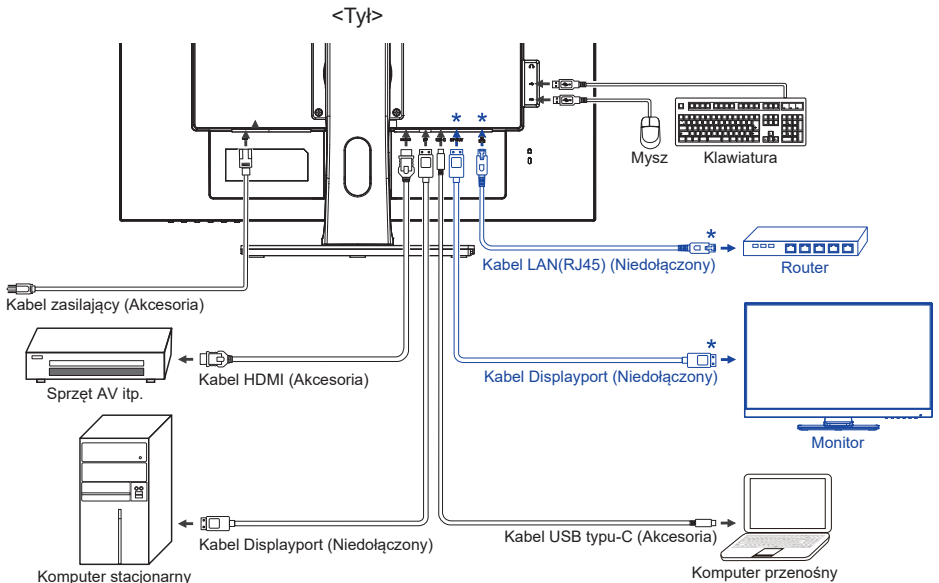 <Tył>
* *
Mysz
Klawiatura
*
Kabel LAN(RJ45) (Niedołączony)
Router
Kabel zasilający (Akcesoria)
*
Kabel HDMI (Akcesoria)
Kabel Displayport (Niedołączony)
Sprzęt AV itp.
Monitor
Kabel Displayport (Niedołączony)
Kabel USB typu-C (Akcesoria)
Komputer stacjonarny
Komputer przenośny